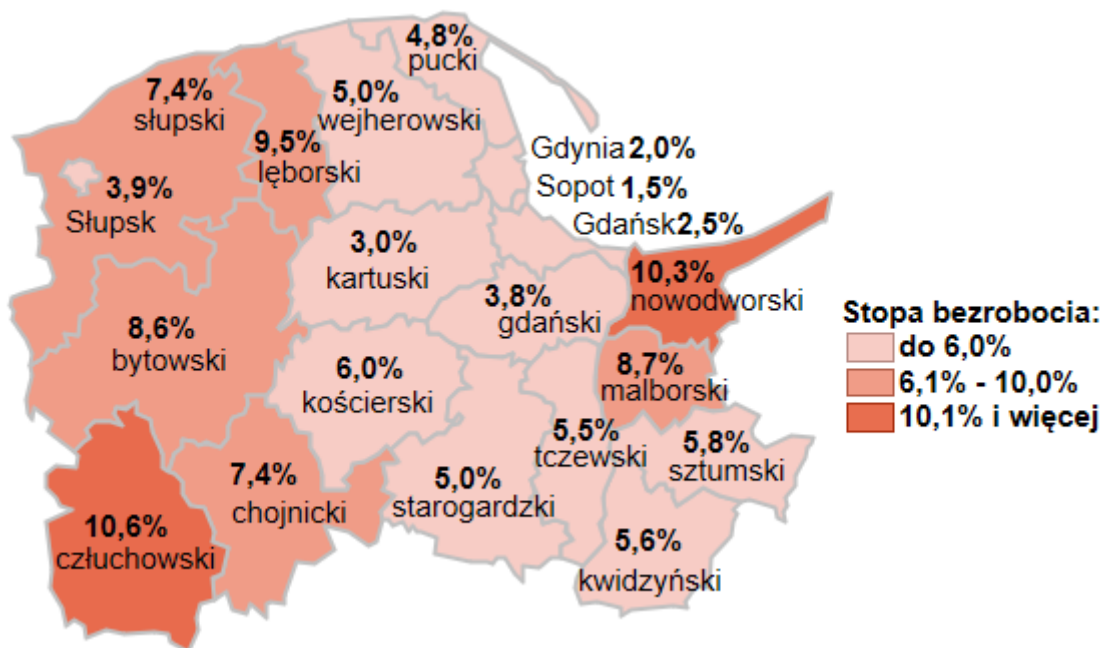 4,8%
pucki
7,4%
słupski
5,0%
wejherowski
9,5%
lęborski
Gdynia 2,0%
Sopot 1,5%
Gdańsk 2,5%
3,9%
Słupsk
3,0%
kartuski
10,3%
nowodworski
3,8%
gdański
8,6%
bytowski
6,0%
kościerski
8,7%
malborski
5,5%
tczewski
5,8%
sztumski
7,4%
chojnicki
5,0%
starogardzki
10,6%
człuchowski
5,6%
kwidzyński
Stopa bezrobocia:
do 6,0%
6,1% - 10,0%
10,1% i więcej